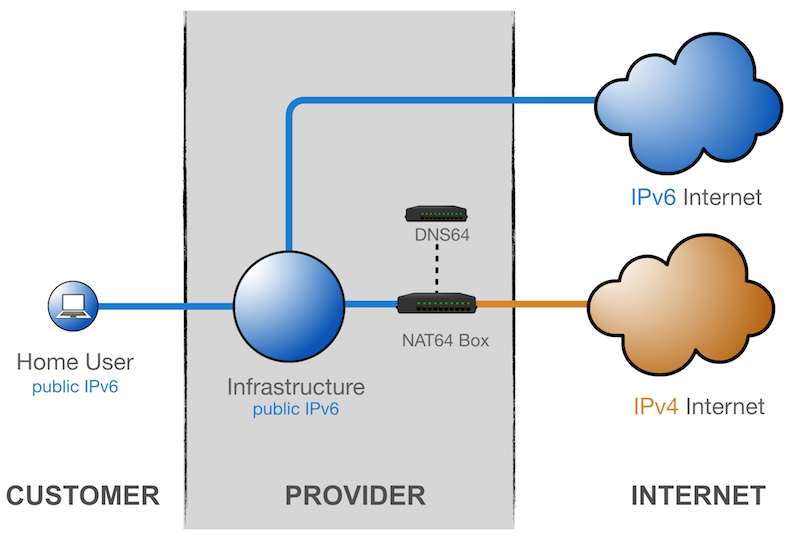 IPv6 Internet
DNS64
NAT64 Box
Home User
public IPv6
Infrastructure
public IPv6
IPv4 Internet
CUSTOMER
PROVIDER
INTERNET